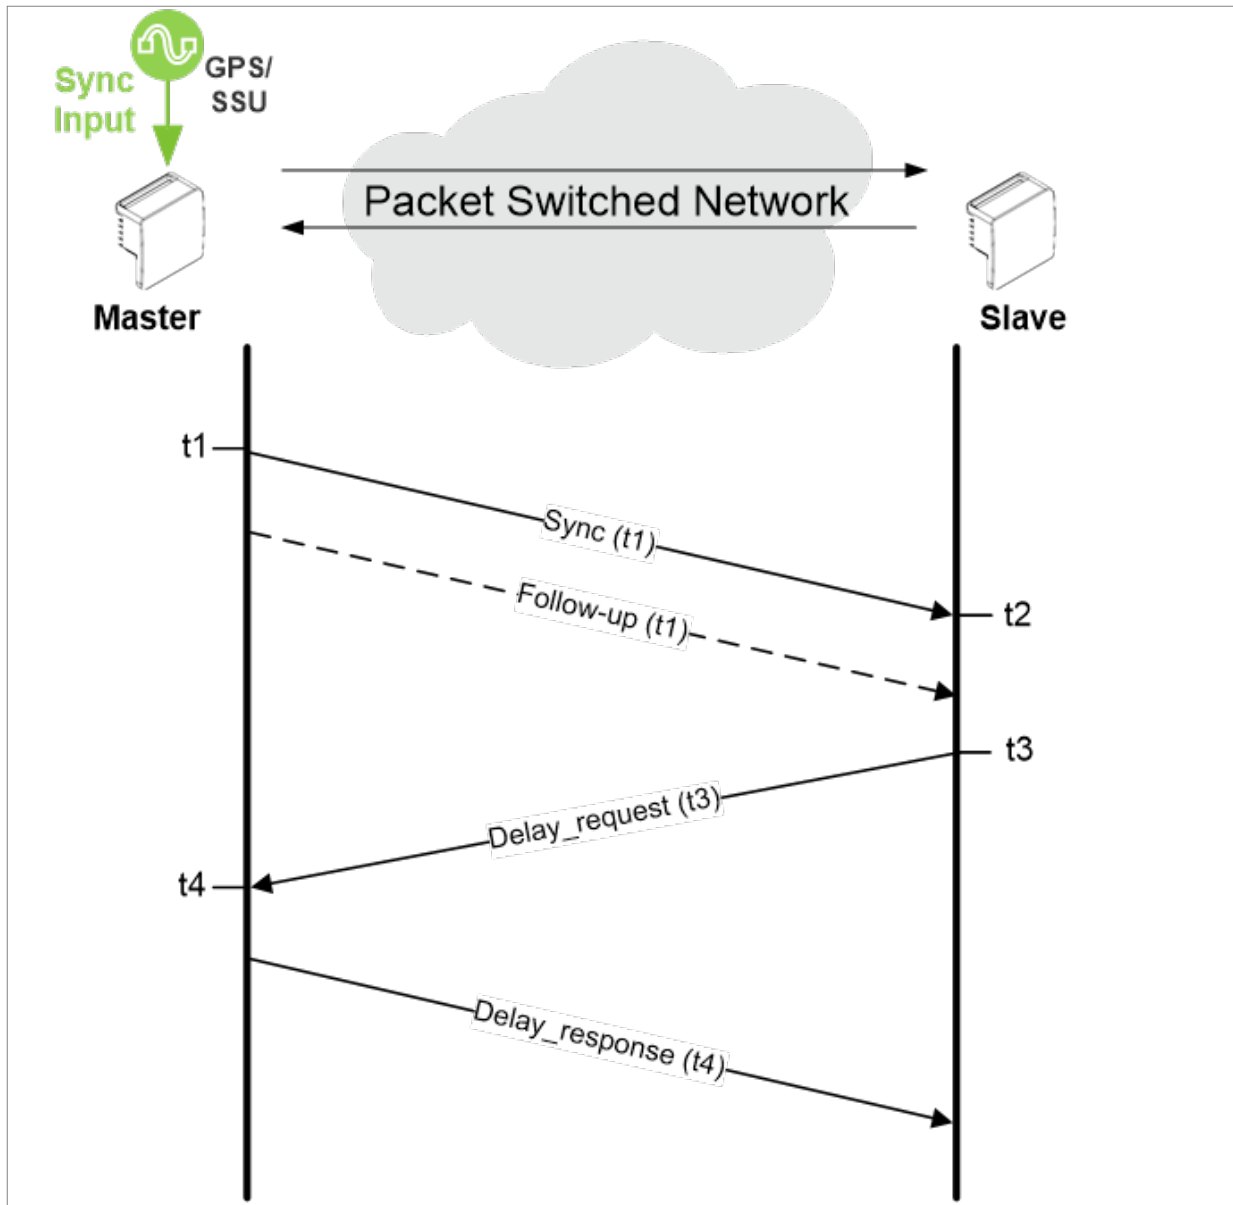 Sync
Input
GPS/
SSU
Packet Switched Network
Master
Slave
t1
Sync (t1)
Follow-up (t1)
t2
t3
Delay_request (t3)
t4
Delay_response (t4)